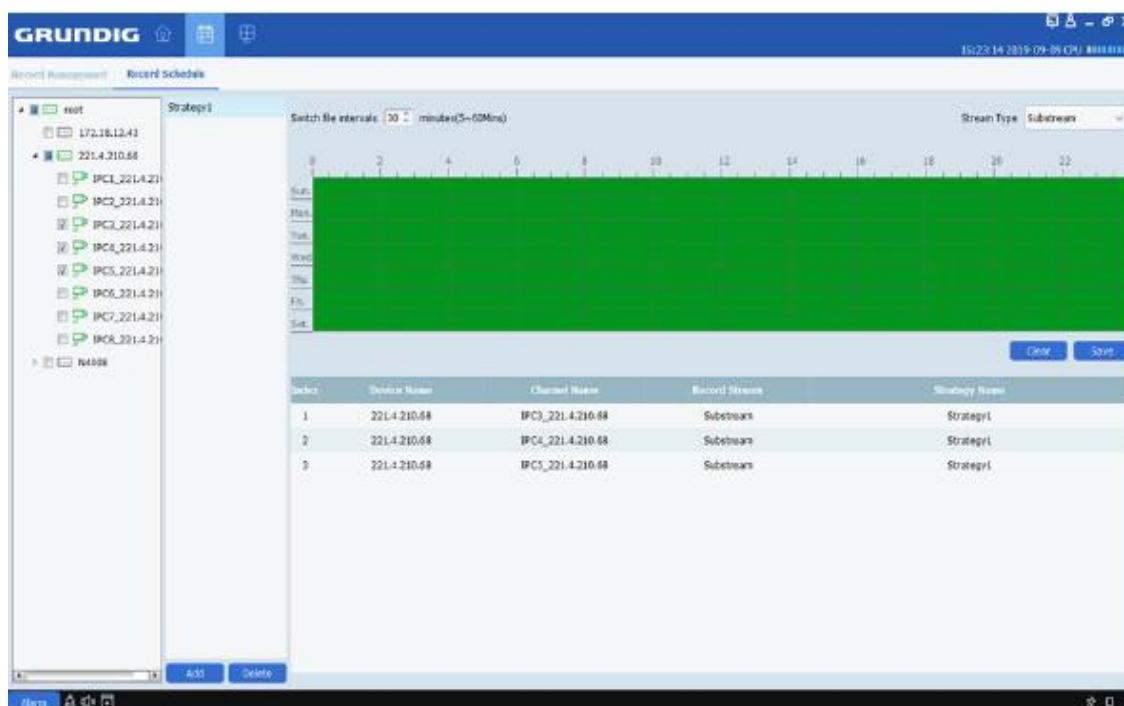 GRUNDIG
15:23:14 2019-09-09 CPU
Record Management Record Schedule
root
172.18.12.43
221.4.210.68
IPC1_221.4.21
IPC2_221.4.21
IPC3_221.4.21
IPC4_221.4.21
IPC5_221.4.21
IPC6_221.4.21
IPC7_221.4.21
IPC8_221.4.21
Strategy1
Switch file intervals 30 minutes(5~60Mins)
Stream Type Substream
0 2 4 6 8 10 12 14 16 18 20 22
Sun.
Mon.
Tue.
Wed
Thu.
Fri.
Sat.
Clear Save
Index Device Name Channel Name Record Stream Strategy Name
1 221.4.210.68 IPC3_221.4.210.68 Substream Strategy1
2 221.4.210.68 IPC4_221.4.210.68 Substream Strategy1
3 221.4.210.68 IPC5_221.4.210.68 Substream Strategy1
Add Delete
Alarm